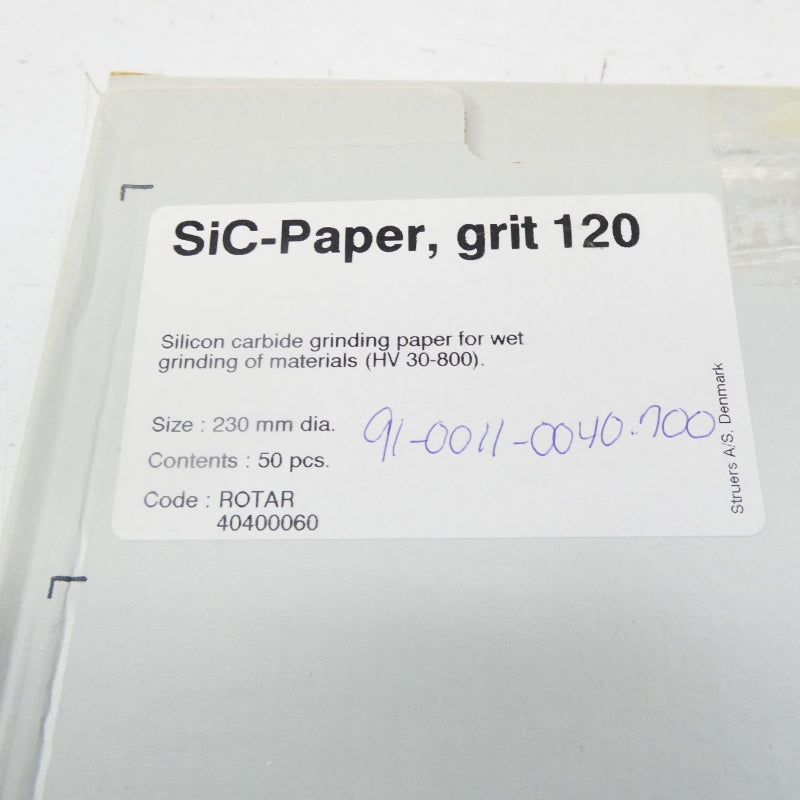 SiC-Paper, grit 120
Silicon carbide grinding paper for wet
grinding of materials (HV 30-800).
Size : 230 mm dia.
91-0011-0040.700
Contents : 50 pcs.
Code : ROTAR
40400060
Struers A/S, Denmark